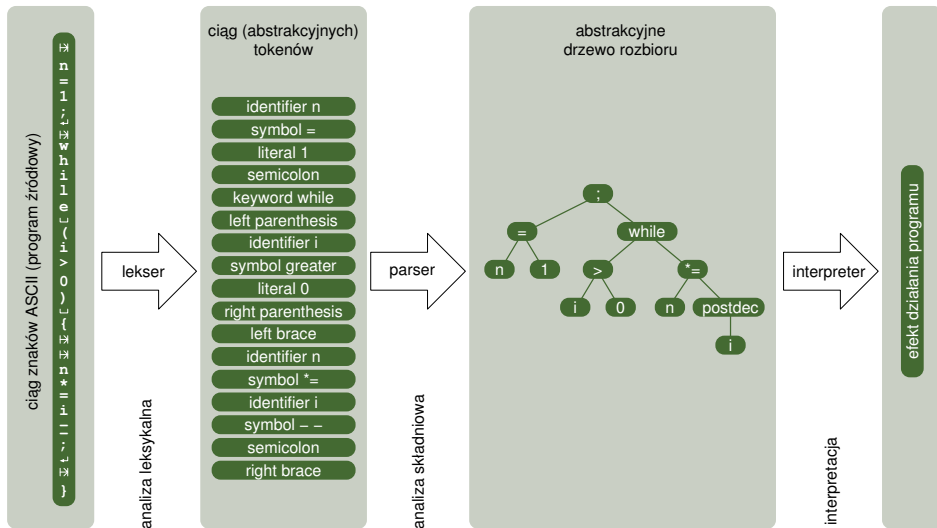 ciąg znaków ASCII (program źródłowy)
↦ n = 1 ; ↵ ↦ w h i l e ␣ ( i > 0 ) ␣ { ↦ ↦ n * = i – – ; ↵ ↦ }
lekser
analiza leksykalna
ciąg (abstrakcyjnych)
tokenów
identifier n
symbol =
literal 1
semicolon
keyword while
left parenthesis
identifier i
symbol greater
literal 0
right parenthesis
left brace
identifier n
symbol *=
identifier i
symbol – –
semicolon
right brace
parser
analiza składniowa
abstrakcyjne
drzewo rozbioru
;
= while
n 1 > *=
i 0 n postdec
i
interpreter
interpretacja
efekt działania programu